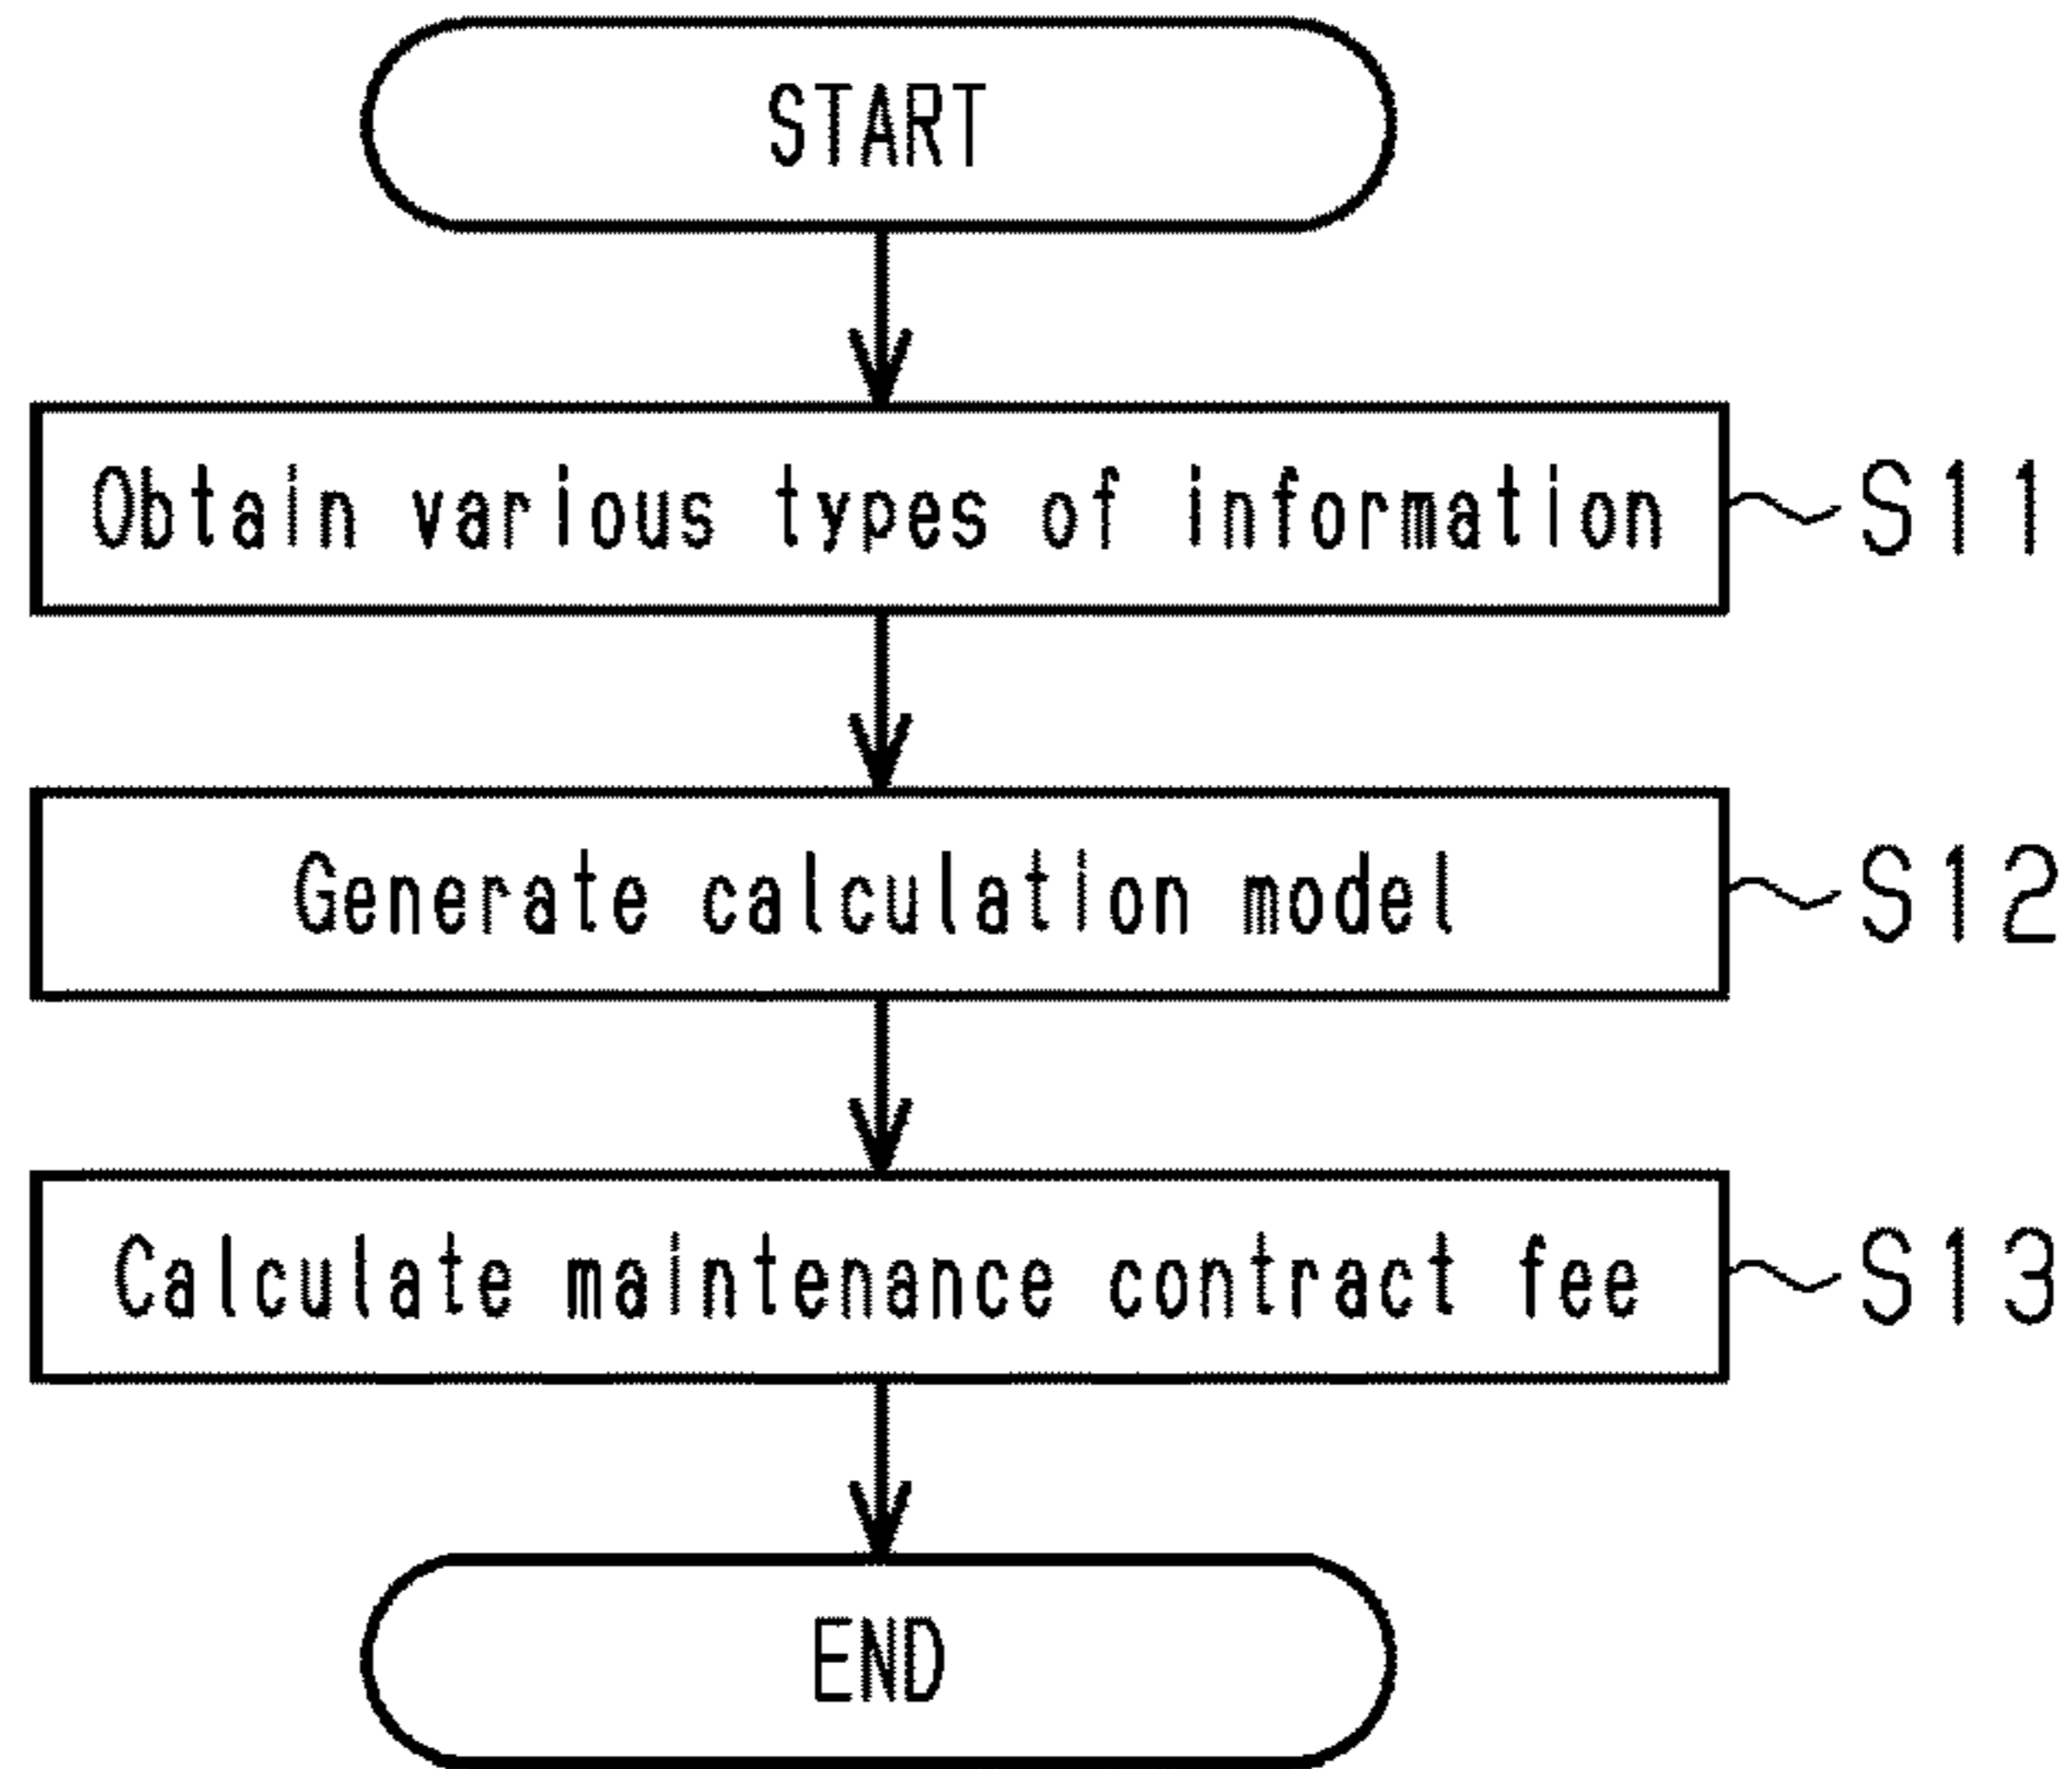 START
Obtain various types of information S11
Generate calculation model S12
Calculate maintenance contract fee S13
END